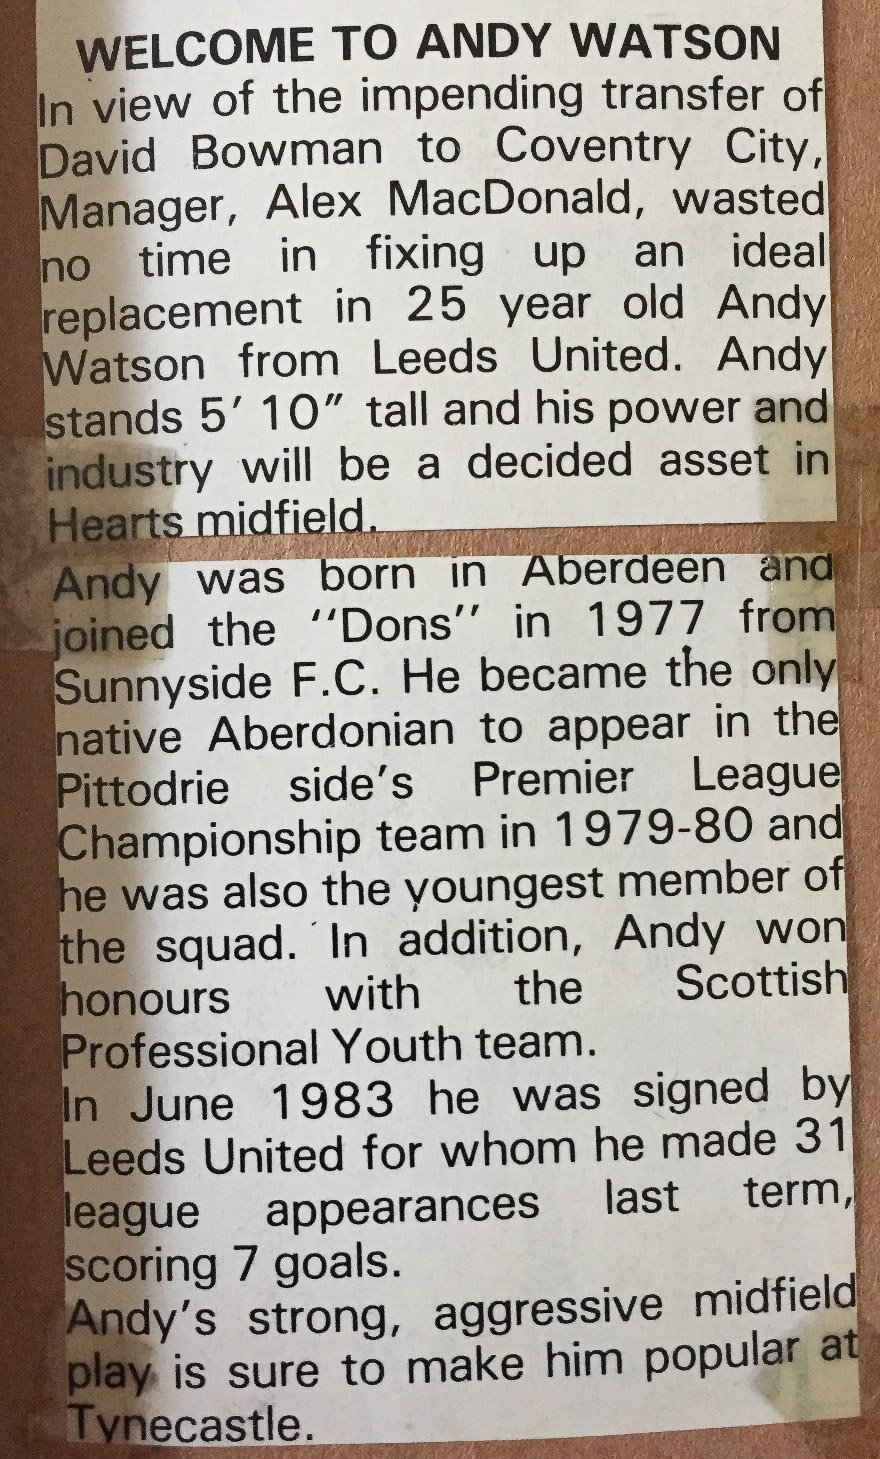 WELCOME TO ANDY WATSON
In view of the impending transfer of
David Bowman to Coventry City,
Manager, Alex MacDonald, wasted
no time in fixing up an ideal
replacement in 25 year old Andy
Watson from Leeds United. Andy
stands 5′ 10″ tall and his power and
industry will be a decided asset in
Hearts midfield.
Andy was born in Aberdeen and
joined the ‘‘Dons’’ in 1977 from
Sunnyside F.C. He became the only
native Aberdonian to appear in the
Pittodrie side's Premier League
Championship team in 1979-80 and
he was also the youngest member of
the squad. In addition, Andy won
honours with the Scottish
Professional Youth team.
In June 1983 he was signed by
Leeds United for whom he made 31
league appearances last term,
scoring 7 goals.
Andy's strong, aggressive midfield
play is sure to make him popular at
Tynecastle.